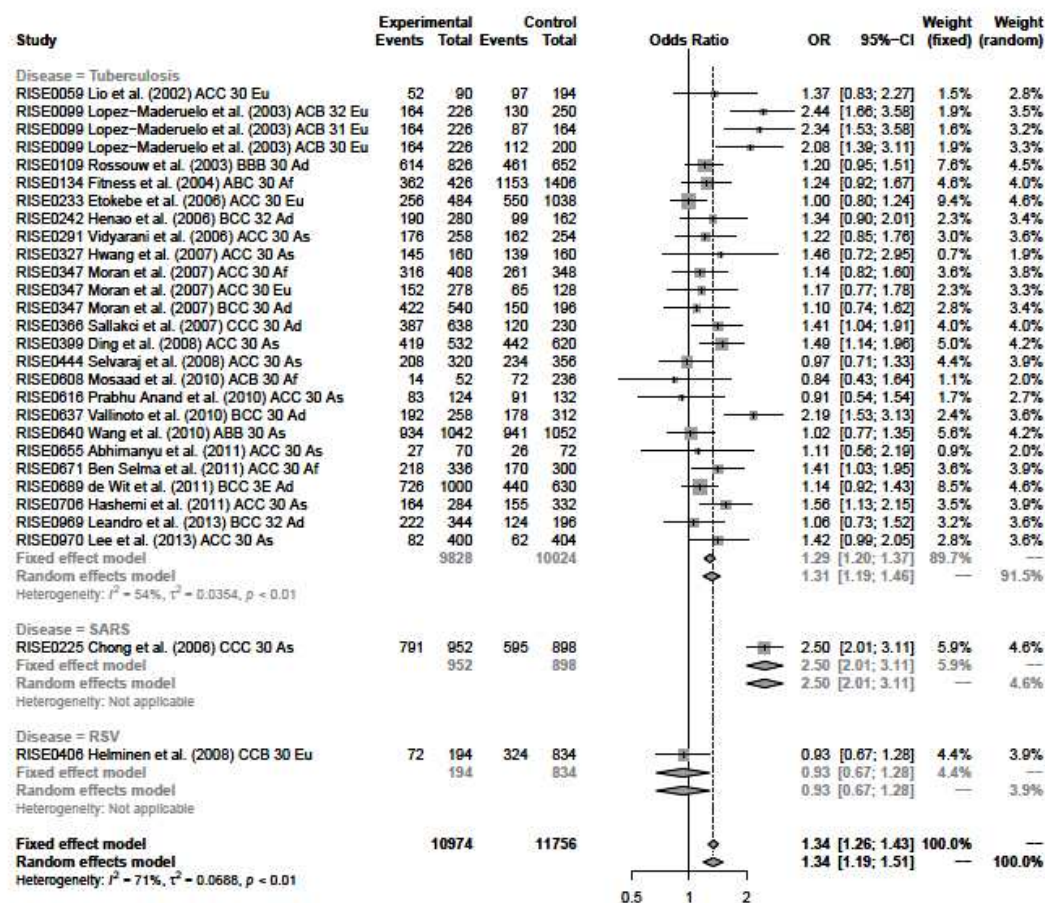 Experimental Control Weight Weight
Study Events Total Events Total Odds Ratio OR 95%-CI (fixed) (random)
Disease = Tuberculosis
RISE0059 Lio et al. (2002) ACC 30 Eu 52 90 97 194 1.37 [0.83; 2.27] 1.5% 2.8%
RISE0099 Lopez-Maderuelo et al. (2003) ACB 32 Eu 164 226 130 250 2.44 [1.66; 3.58] 1.9% 3.5%
RISE0099 Lopez-Maderuelo et al. (2003) ACB 31 Eu 164 226 87 164 2.34 [1.53; 3.58] 1.6% 3.2%
RISE0099 Lopez-Maderuelo et al. (2003) ACB 30 Eu 164 226 112 200 2.08 [1.39; 3.11] 1.9% 3.3%
RISE0109 Rossouw et al. (2003) BBB 30 Ad 614 826 461 652 1.20 [0.95; 1.51] 7.6% 4.5%
RISE0134 Fitness et al. (2004) ABC 30 Af 362 426 1153 1406 1.24 [0.92; 1.67] 4.6% 4.0%
RISE0233 Etokebe et al. (2006) ACC 30 Eu 256 484 550 1038 1.00 [0.80; 1.24] 9.4% 4.6%
RISE0242 Henao et al. (2006) BCC 32 Ad 190 280 99 162 1.34 [0.90; 2.01] 2.3% 3.4%
RISE0291 Vidyarani et al. (2006) ACC 30 As 176 258 162 254 1.22 [0.85; 1.76] 3.0% 3.6%
RISE0327 Hwang et al. (2007) ACC 30 As 145 160 139 160 1.46 [0.72; 2.95] 0.7% 1.9%
RISE0347 Moran et al. (2007) ACC 30 Af 316 408 261 348 1.14 [0.82; 1.60] 3.6% 3.8%
RISE0347 Moran et al. (2007) ACC 30 Eu 152 278 65 128 1.17 [0.77; 1.78] 2.3% 3.3%
RISE0347 Moran et al. (2007) BCC 30 Ad 422 540 150 196 1.10 [0.74; 1.62] 2.8% 3.4%
RISE0366 Sallakci et al. (2007) CCC 30 Ad 387 638 120 230 1.41 [1.04; 1.91] 4.0% 4.0%
RISE0399 Ding et al. (2008) ACC 30 As 419 532 442 620 1.49 [1.14; 1.96] 5.0% 4.2%
RISE0444 Selvaraj et al. (2008) ACC 30 As 208 320 234 356 0.97 [0.71; 1.33] 4.4% 3.9%
RISE0608 Mosaad et al. (2010) ACB 30 Af 14 52 72 236 0.84 [0.43; 1.64] 1.1% 2.0%
RISE0616 Prabhu Anand et al. (2010) ACC 30 As 83 124 91 132 0.91 [0.54; 1.54] 1.7% 2.7%
RISE0637 Vallinoto et al. (2010) BCC 30 Ad 192 258 178 312 2.19 [1.53; 3.13] 2.4% 3.6%
RISE0640 Wang et al. (2010) ABB 30 As 934 1042 941 1052 1.02 [0.77; 1.35] 5.6% 4.2%
RISE0655 Abhimanyu et al. (2011) ACC 30 As 27 70 26 72 1.11 [0.56; 2.19] 0.9% 2.0%
RISE0671 Ben Selma et al. (2011) ACC 30 Af 218 336 170 300 1.41 [1.03; 1.95] 3.6% 3.9%
RISE0689 de Wit et al. (2011) BCC 3E Ad 726 1000 440 630 1.14 [0.92; 1.43] 8.5% 4.6%
RISE0706 Hashemi et al. (2011) ACC 30 As 164 284 155 332 1.56 [1.13; 2.15] 3.5% 3.9%
RISE0969 Leandro et al. (2013) BCC 32 Ad 222 344 124 196 1.06 [0.73; 1.52] 3.2% 3.6%
RISE0970 Lee et al. (2013) ACC 30 As 82 400 62 404 1.42 [0.99; 2.05] 2.8% 3.6%
Fixed effect model 9828 10024 1.29 [1.20; 1.37] 89.7% —
Random effects model 1.31 [1.19; 1.46] — 91.5%
Heterogeneity: I² = 54%, τ² = 0.0354, p < 0.01
Disease = SARS
RISE0225 Chong et al. (2006) CCC 30 As 791 952 595 898 2.50 [2.01; 3.11] 5.9% 4.6%
Fixed effect model 952 898 2.50 [2.01; 3.11] 5.9% —
Random effects model 2.50 [2.01; 3.11] — 4.6%
Heterogeneity: Not applicable
Disease = RSV
RISE0406 Helminen et al. (2008) CCB 30 Eu 72 194 324 834 0.93 [0.67; 1.28] 4.4% 3.9%
Fixed effect model 194 834 0.93 [0.67; 1.28] 4.4% —
Random effects model 0.93 [0.67; 1.28] — 3.9%
Heterogeneity: Not applicable
Fixed effect model 10974 11756 1.34 [1.26; 1.43] 100.0% —
Random effects model 1.34 [1.19; 1.51] — 100.0%
Heterogeneity: I² = 71%, τ² = 0.0688, p < 0.01
0.5 1 2